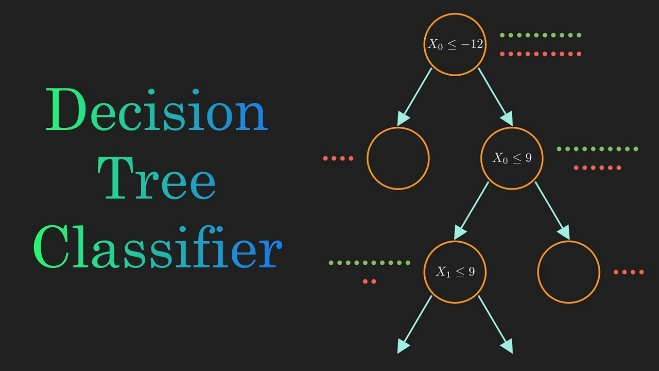 Decision
Tree
Classifier
X₀ ≤ −12
X₀ ≤ 9
X₁ ≤ 9